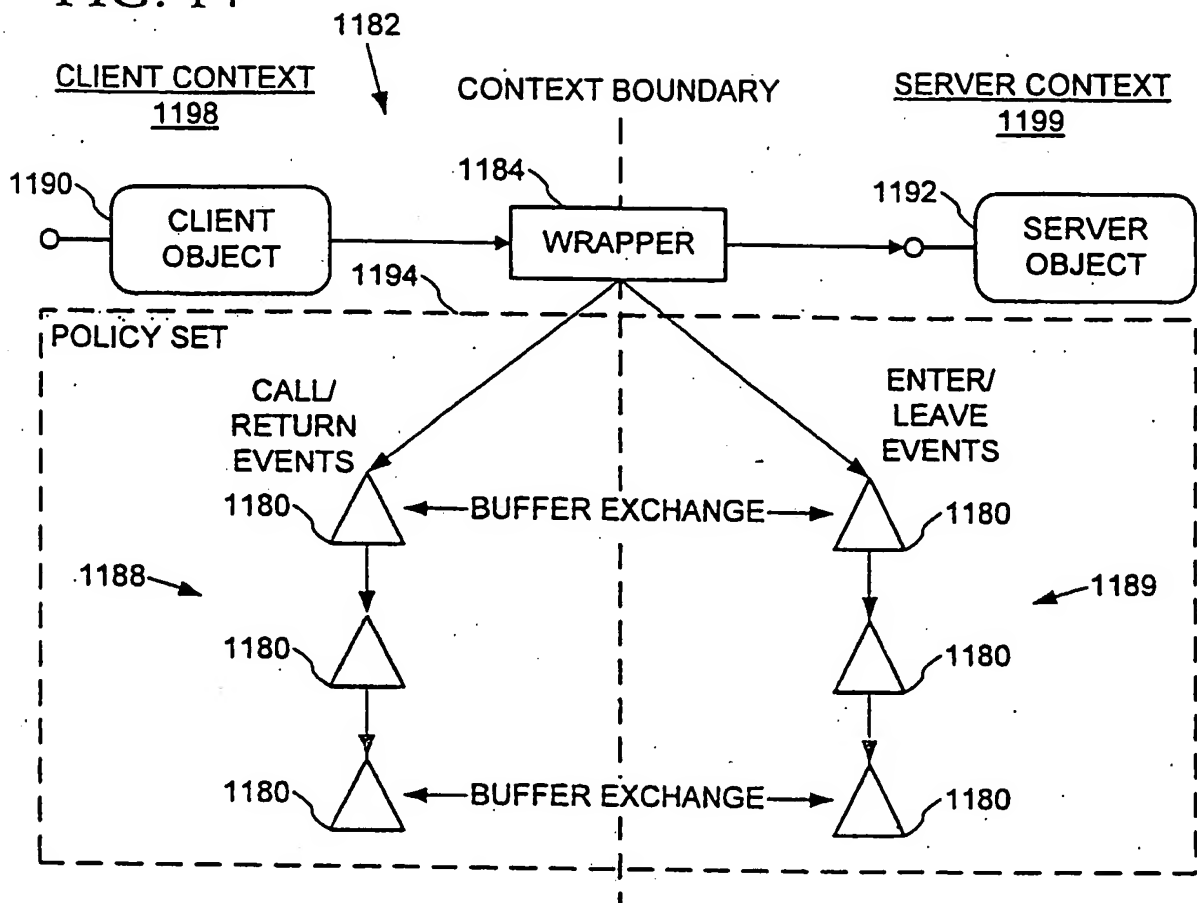 1182
CLIENT CONTEXT
1198
CONTEXT BOUNDARY
SERVER CONTEXT
1199
1190
CLIENT
OBJECT
1184
WRAPPER
1192
SERVER
OBJECT
1194
POLICY SET
CALL/
RETURN
EVENTS
ENTER/
LEAVE
EVENTS
1180
BUFFER EXCHANGE
1180
1188
1189
1180
1180
1180
BUFFER EXCHANGE
1180